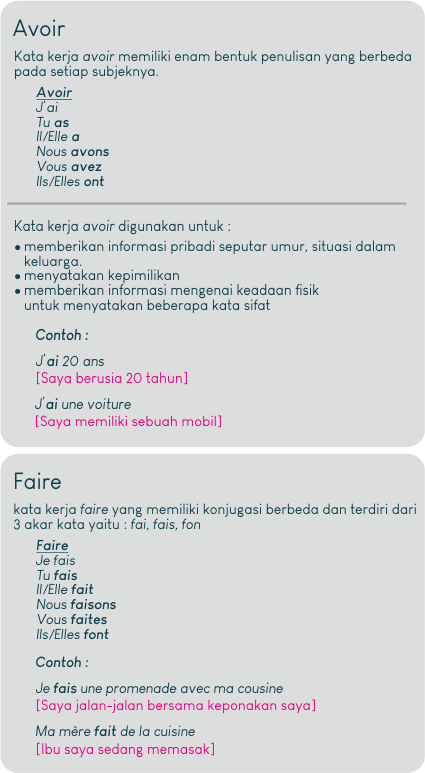 Avoir
Kata kerja avoir memiliki enam bentuk penulisan yang berbeda
pada setiap subjeknya.
Avoir
J'ai
Tu as
Il/Elle a
Nous avons
Vous avez
Ils/Elles ont
Kata kerja avoir digunakan untuk :
• memberikan informasi pribadi seputar umur, situasi dalam
keluarga.
• menyatakan kepimilikan
• memberikan informasi mengenai keadaan fisik
untuk menyatakan beberapa kata sifat
Contoh :
J'ai 20 ans
[Saya berusia 20 tahun]
J'ai une voiture
[Saya memiliki sebuah mobil]
Faire
kata kerja faire yang memiliki konjugasi berbeda dan terdiri dari
3 akar kata yaitu : fai, fais, fon
Faire
Je fais
Tu fais
Il/Elle fait
Nous faisons
Vous faites
Ils/Elles font
Contoh :
Je fais une promenade avec ma cousine
[Saya jalan-jalan bersama keponakan saya]
Ma mère fait de la cuisine
[Ibu saya sedang memasak]